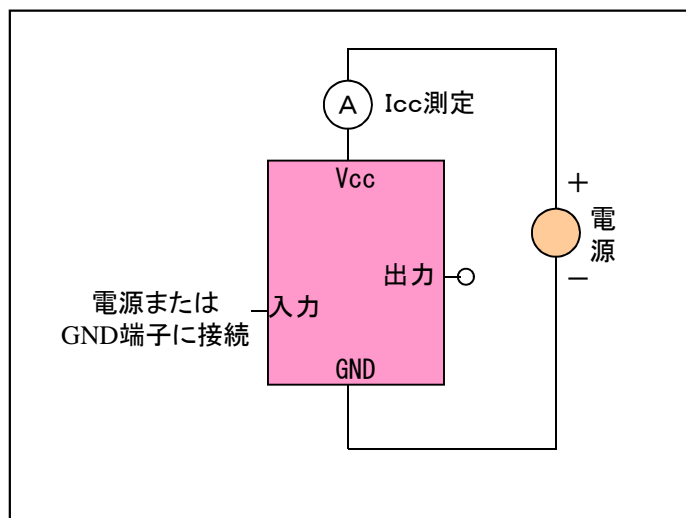 A
Icc測定
Vcc
+
電源
−
出力
電源または
GND端子に接続
入力
GND